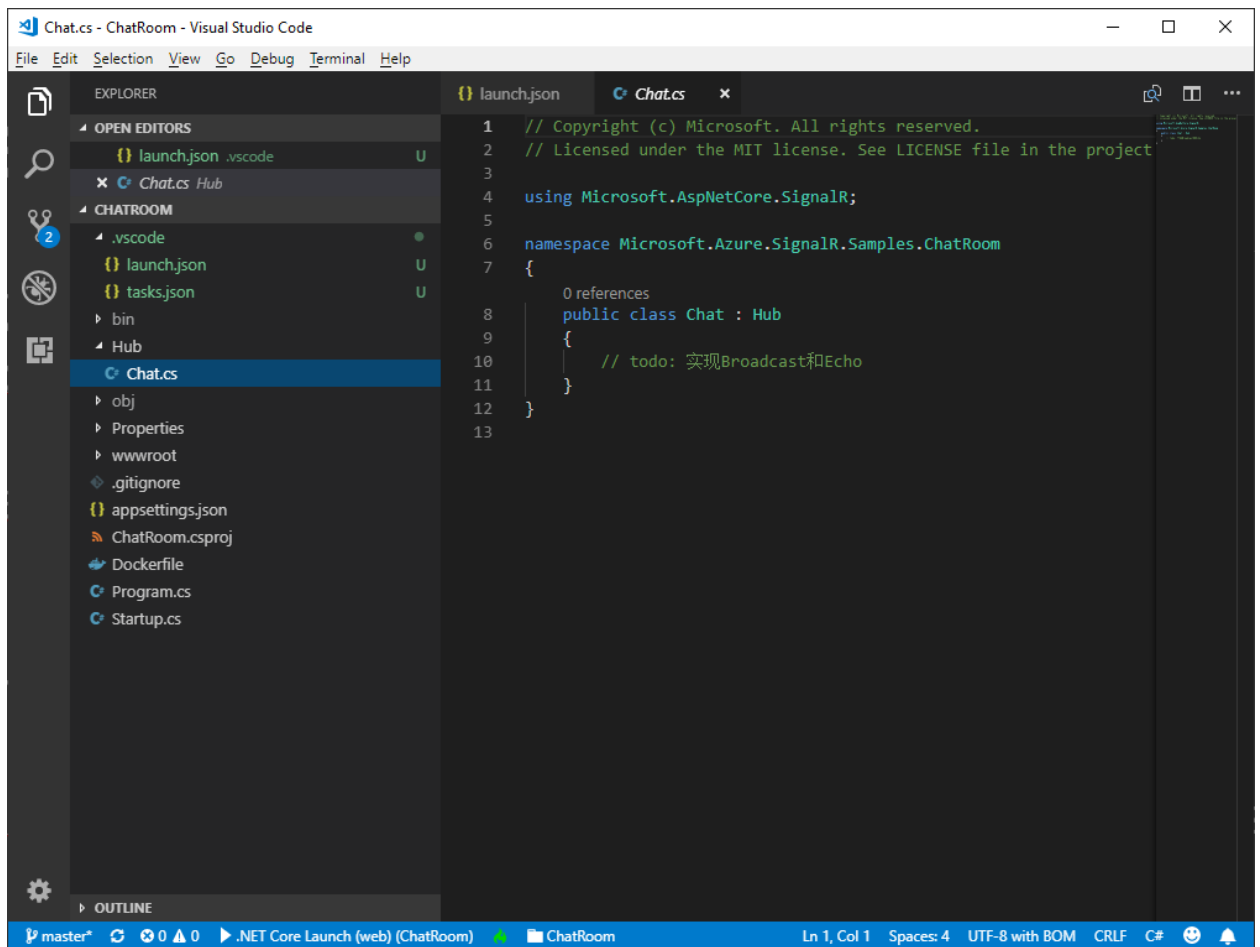 Chat.cs - ChatRoom - Visual Studio Code
File Edit Selection View Go Debug Terminal Help
EXPLORER
OPEN EDITORS
{} launch.json .vscode U
C# Chat.cs Hub
CHATROOM
.vscode
{} launch.json U
{} tasks.json U
bin
Hub
C# Chat.cs
obj
Properties
wwwroot
.gitignore
{} appsettings.json
ChatRoom.csproj
Dockerfile
C# Program.cs
C# Startup.cs
OUTLINE
2
{} launch.json C# Chat.cs
1 // Copyright (c) Microsoft. All rights reserved.
2 // Licensed under the MIT license. See LICENSE file in the project
3
4 using Microsoft.AspNetCore.SignalR;
5
6 namespace Microsoft.Azure.SignalR.Samples.ChatRoom
7 {
0 references
8 public class Chat : Hub
9 {
10 // todo: 实现Broadcast和Echo
11 }
12 }
13
master* 0 0 .NET Core Launch (web) (ChatRoom) ChatRoom Ln 1, Col 1 Spaces: 4 UTF-8 with BOM CRLF C#